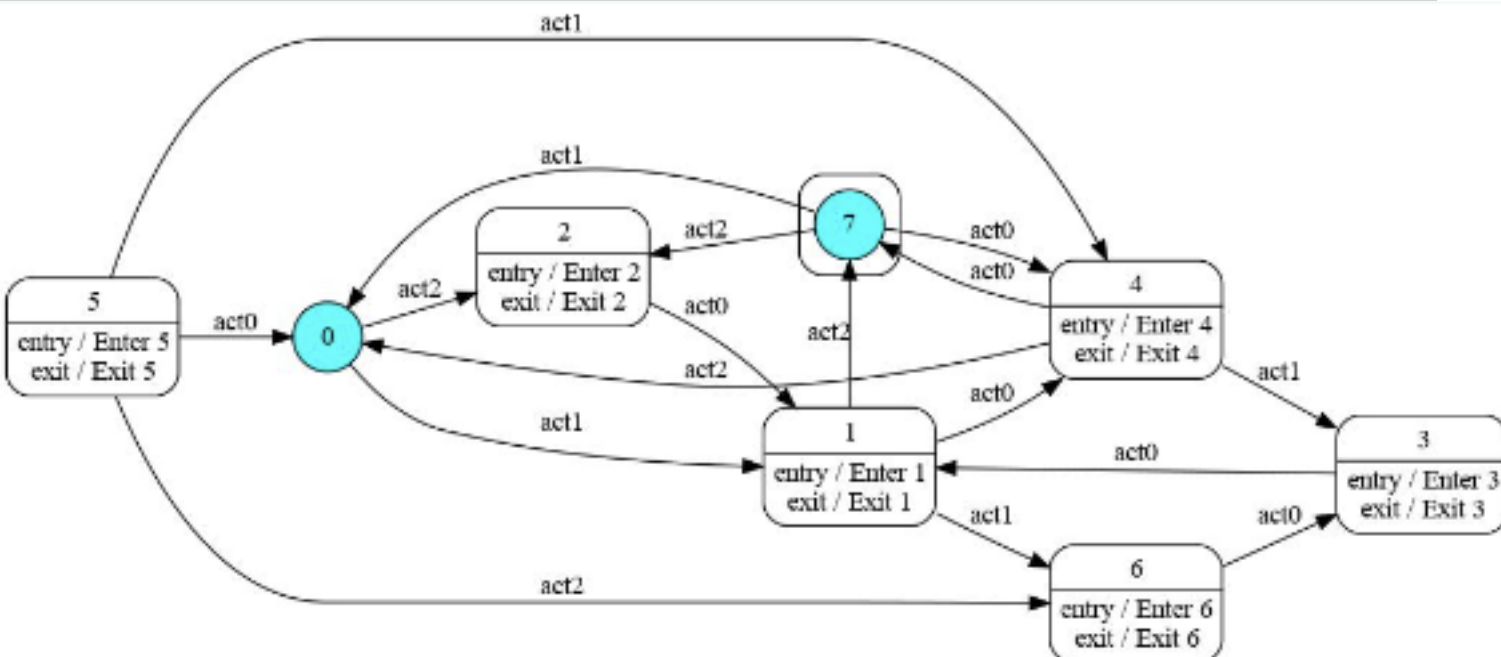 act1
act1
7
act2
act0
act0
2
entry / Enter 2
exit / Exit 2
4
entry / Enter 4
exit / Exit 4
5
entry / Enter 5
exit / Exit 5
act0
0
act2
act0
act2
act2
act1
act0
act1
1
entry / Enter 1
exit / Exit 1
act0
3
entry / Enter 3
exit / Exit 3
act1
act0
act2
6
entry / Enter 6
exit / Exit 6